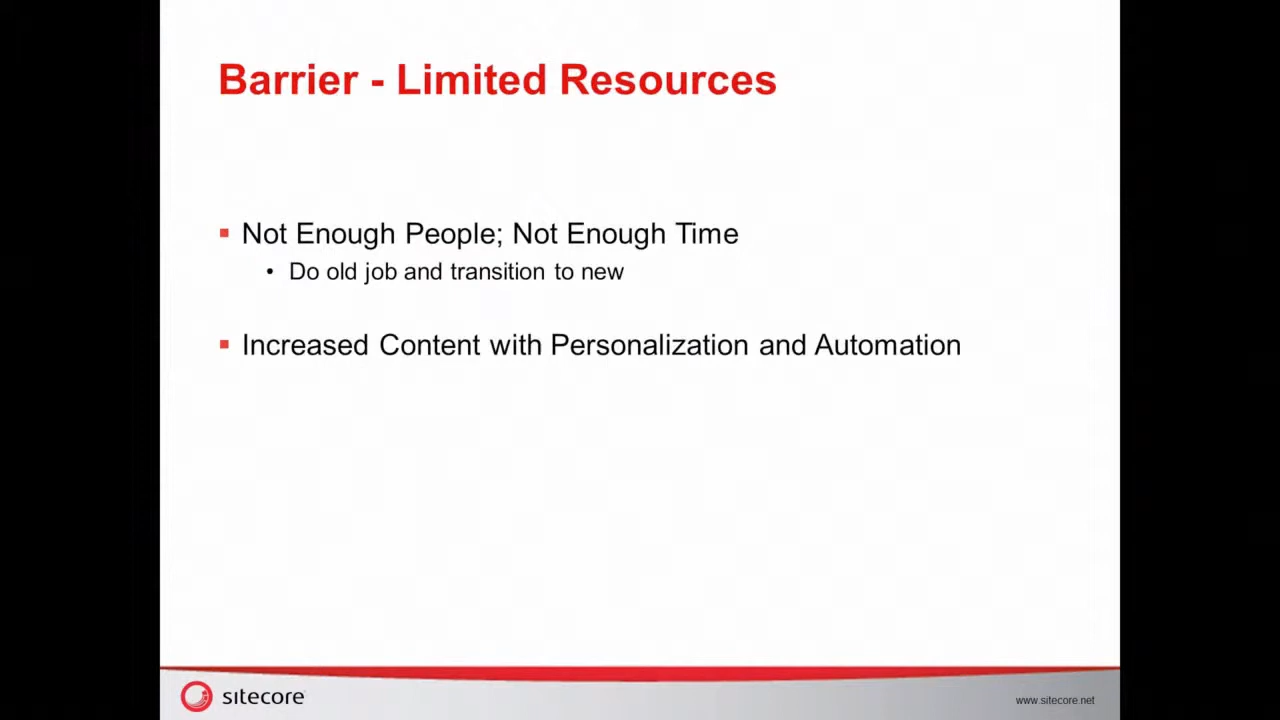 Barrier - Limited Resources
Not Enough People; Not Enough Time
Do old job and transition to new
Increased Content with Personalization and Automation
sitecore
www.sitecore.net